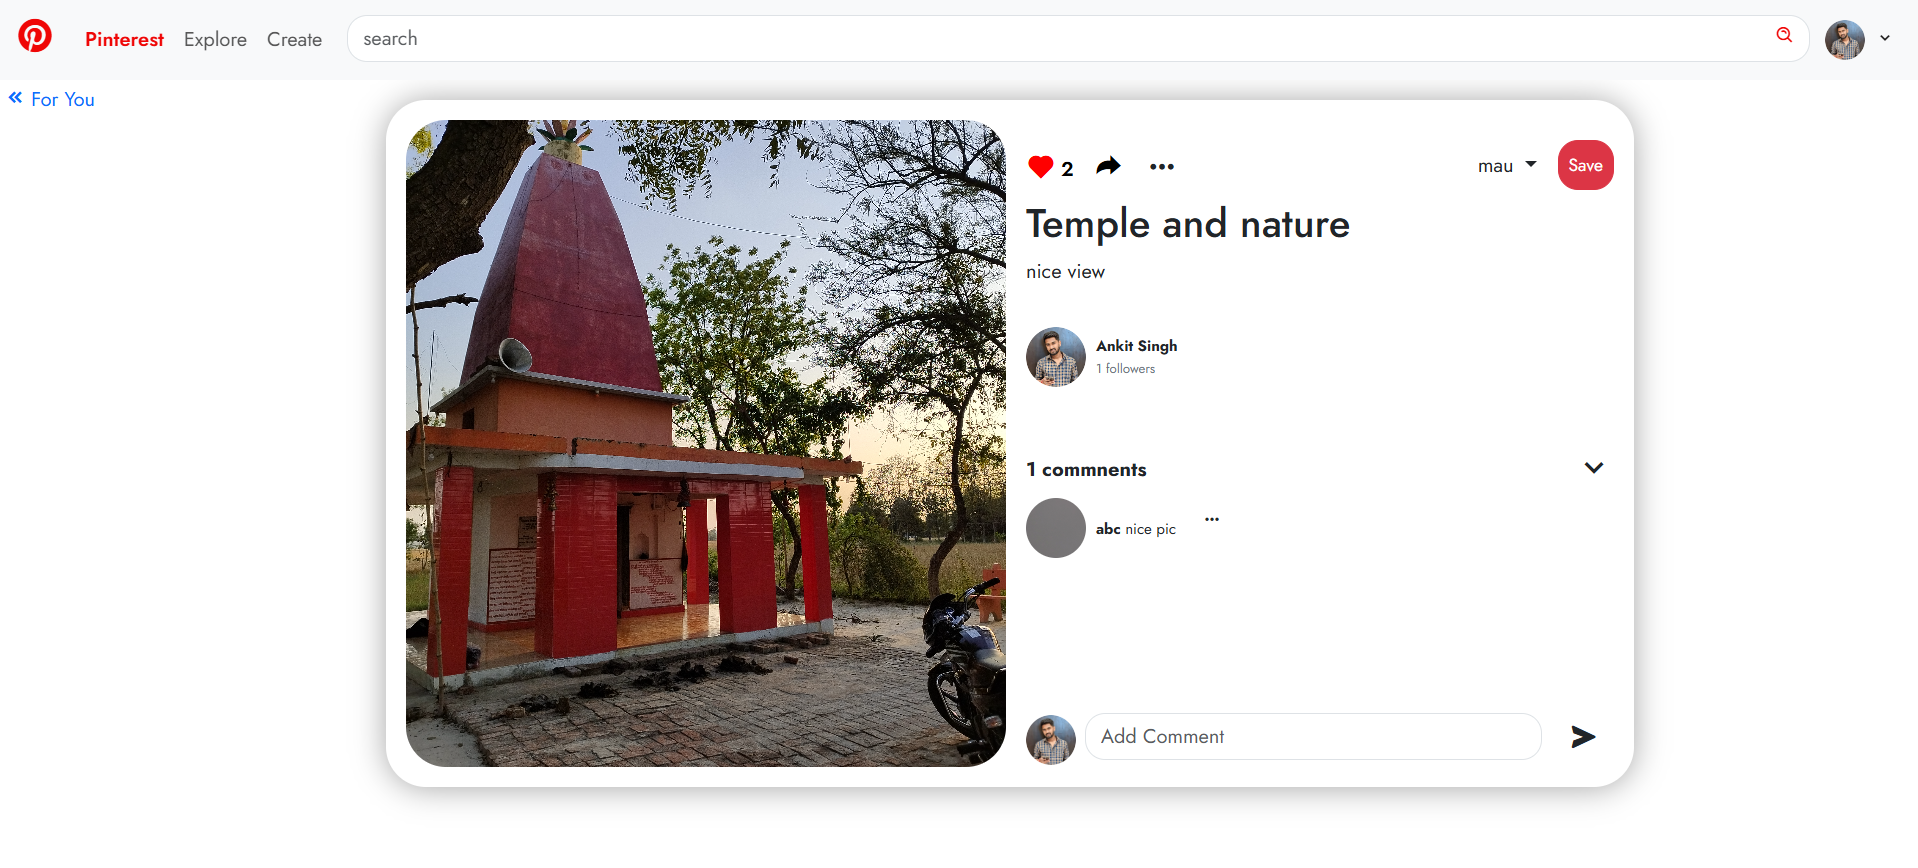 Pinterest Explore Create search
For You
2 mau Save
Temple and nature
nice view
Ankit Singh
1 followers
1 commnents
abc nice pic
Add Comment